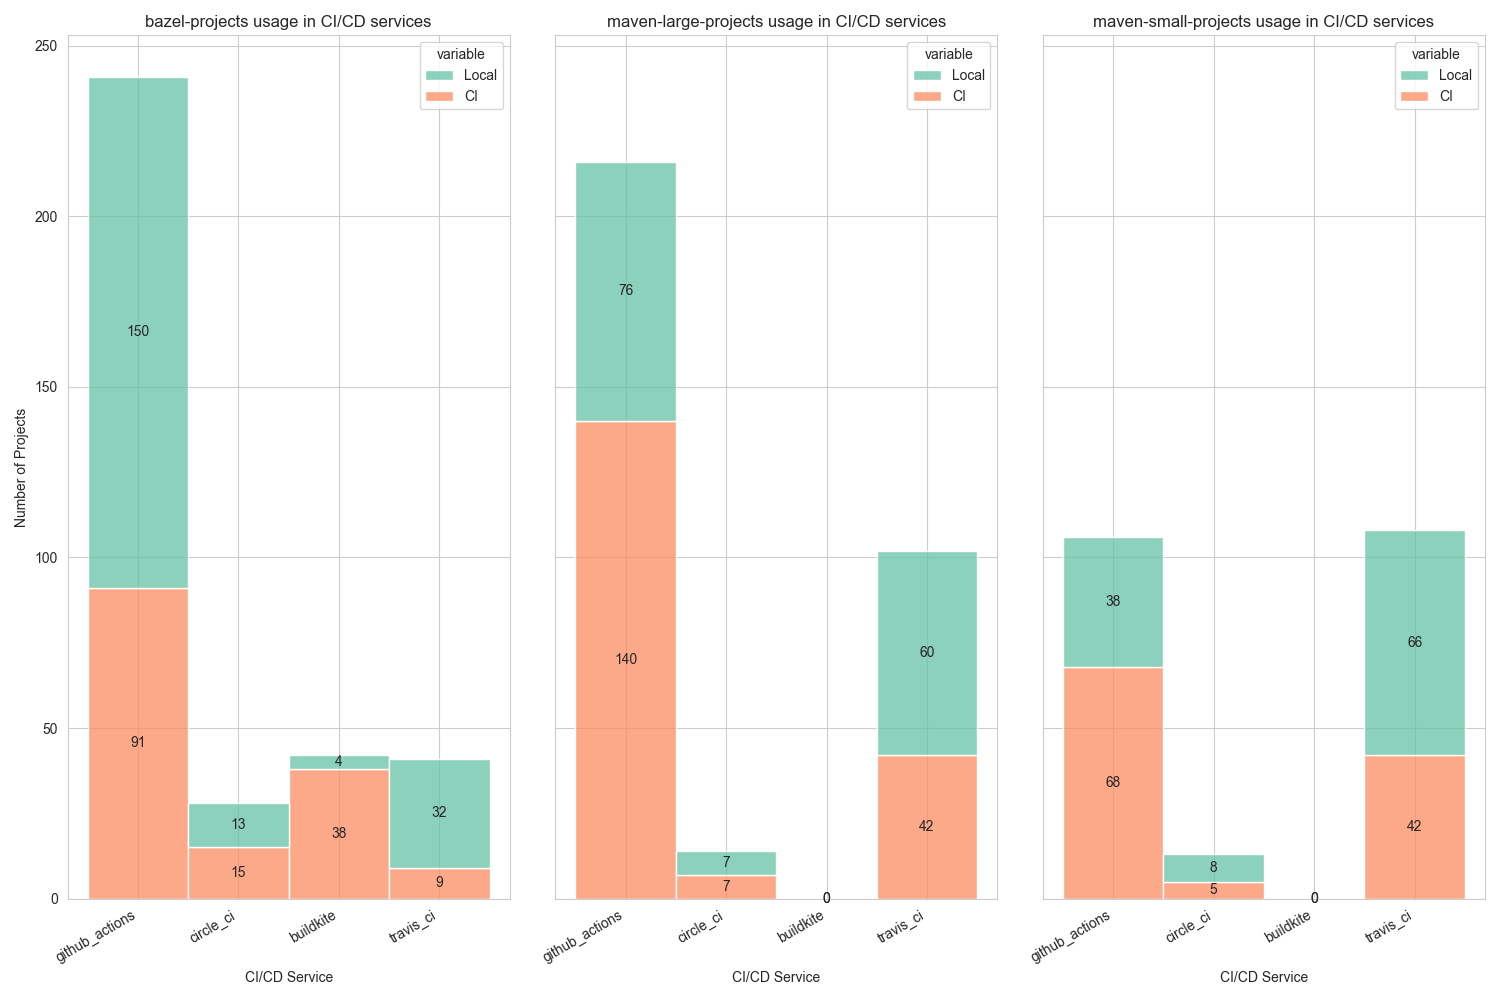 bazel-projects usage in CI/CD services
maven-large-projects usage in CI/CD services
maven-small-projects usage in CI/CD services
Number of Projects
250
200
150
100
50
0
variable
Local
CI
150
91
13
15
4
38
32
9
github_actions
circle_ci
buildkite
travis_ci
CI/CD Service
variable
Local
CI
76
140
7
7
0
60
42
github_actions
circle_ci
buildkite
travis_ci
CI/CD Service
variable
Local
CI
38
68
8
5
0
66
42
github_actions
circle_ci
buildkite
travis_ci
CI/CD Service